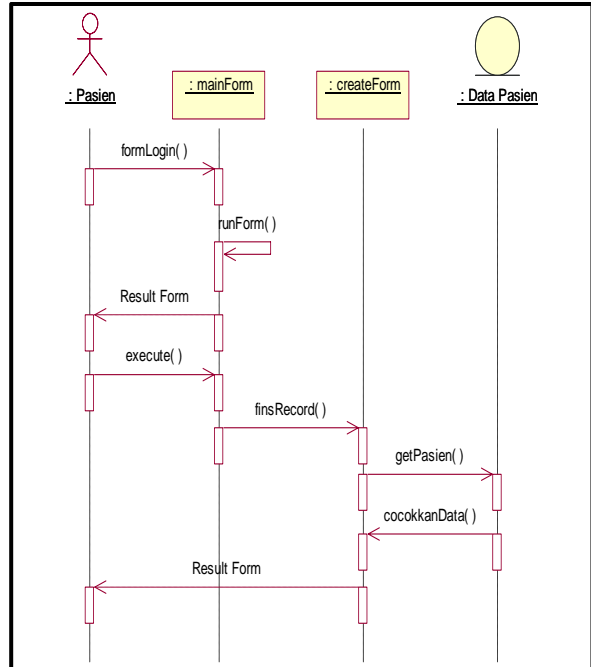 : Pasien
: mainForm
: createForm
: Data Pasien
formLogin( )
runForm( )
Result Form
execute( )
finsRecord( )
getPasien( )
cocokkanData( )
Result Form